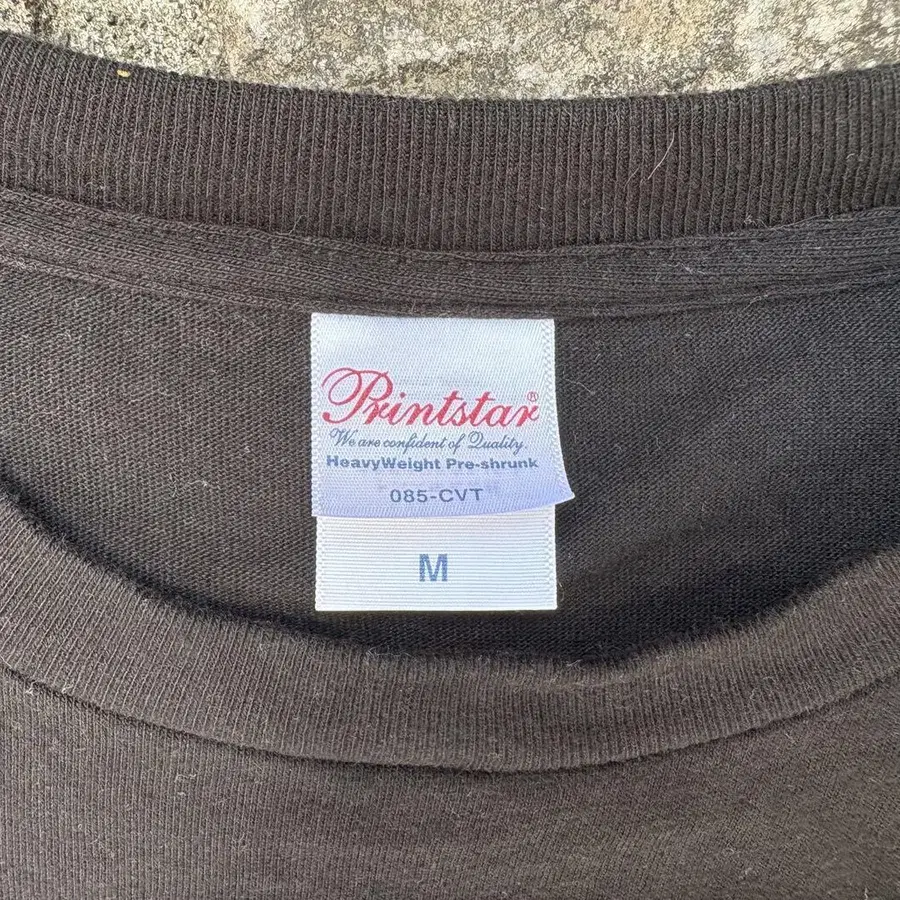 Printstar®
We are confident of Quality.
HeavyWeight Pre-shrunk
085-CVT
M